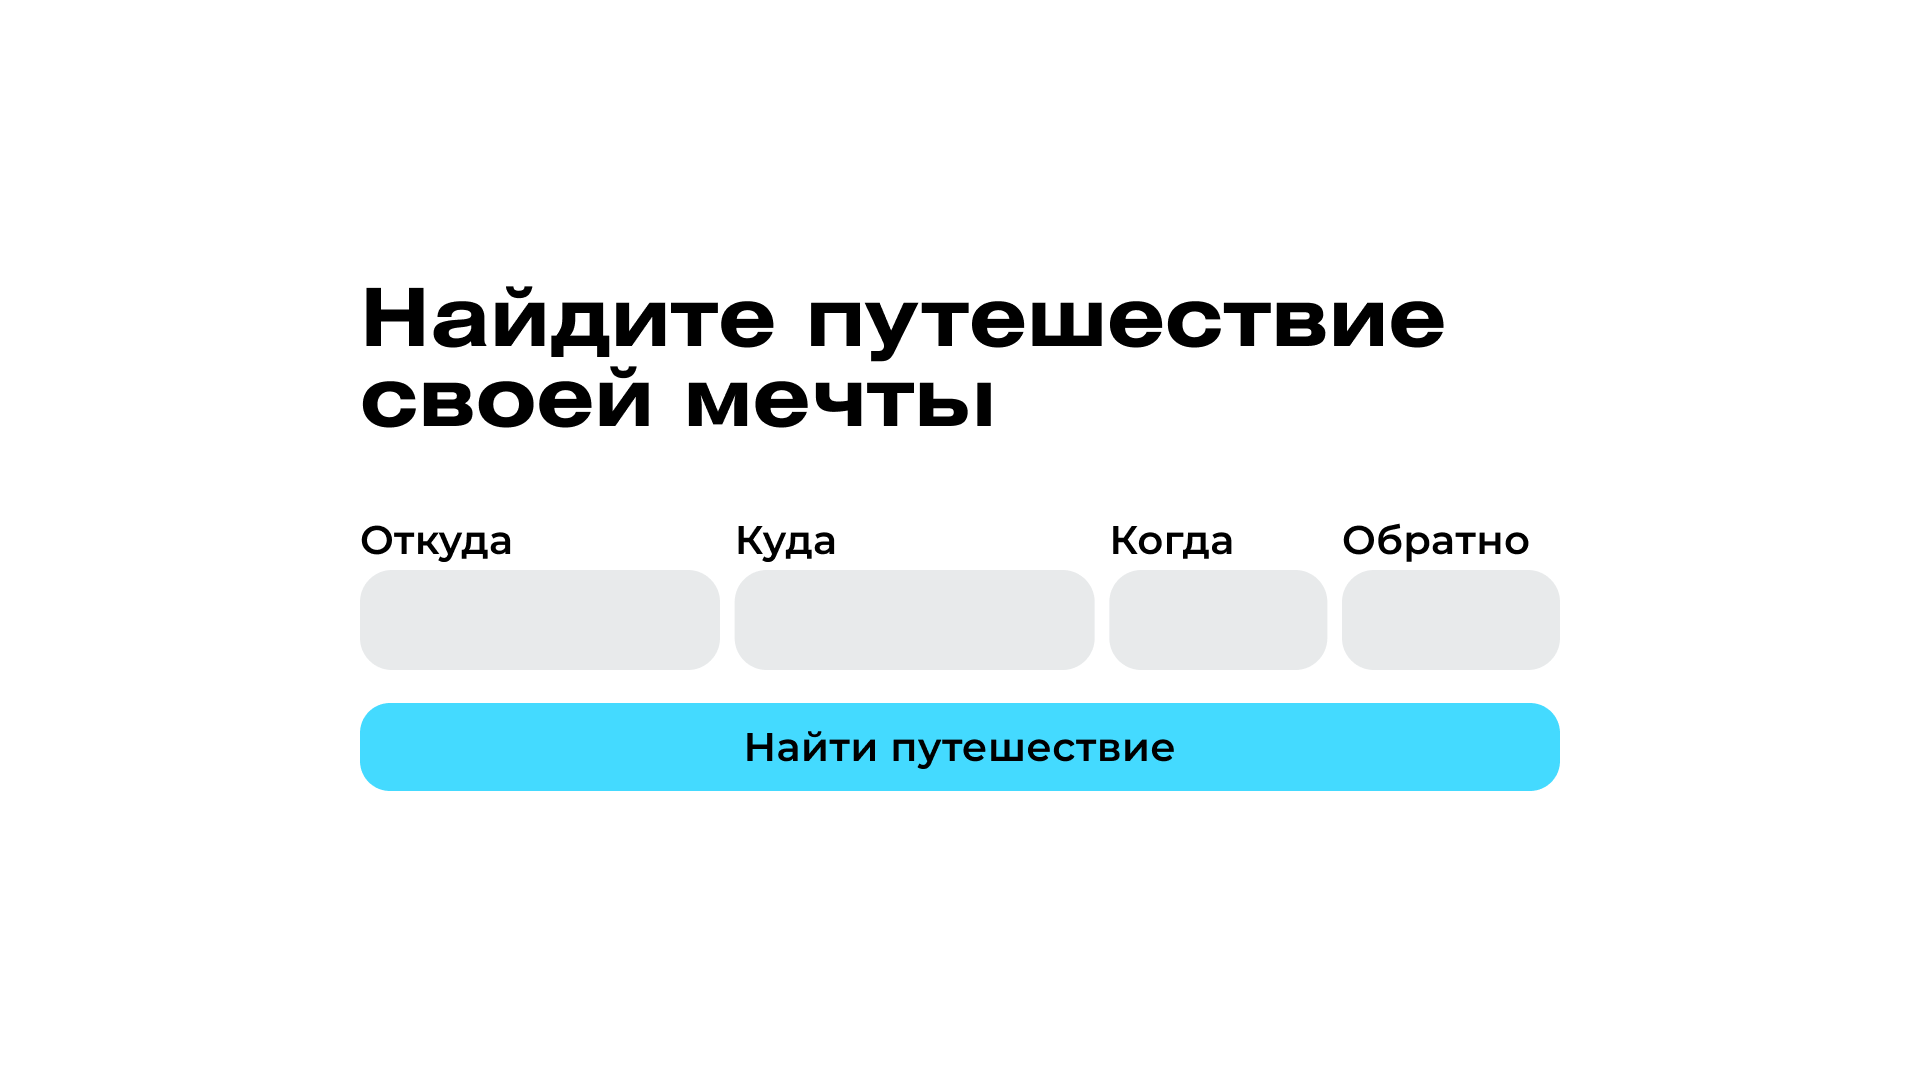 Найдите путешествие
своей мечты
Откуда
Куда
Когда
Обратно
Найти путешествие